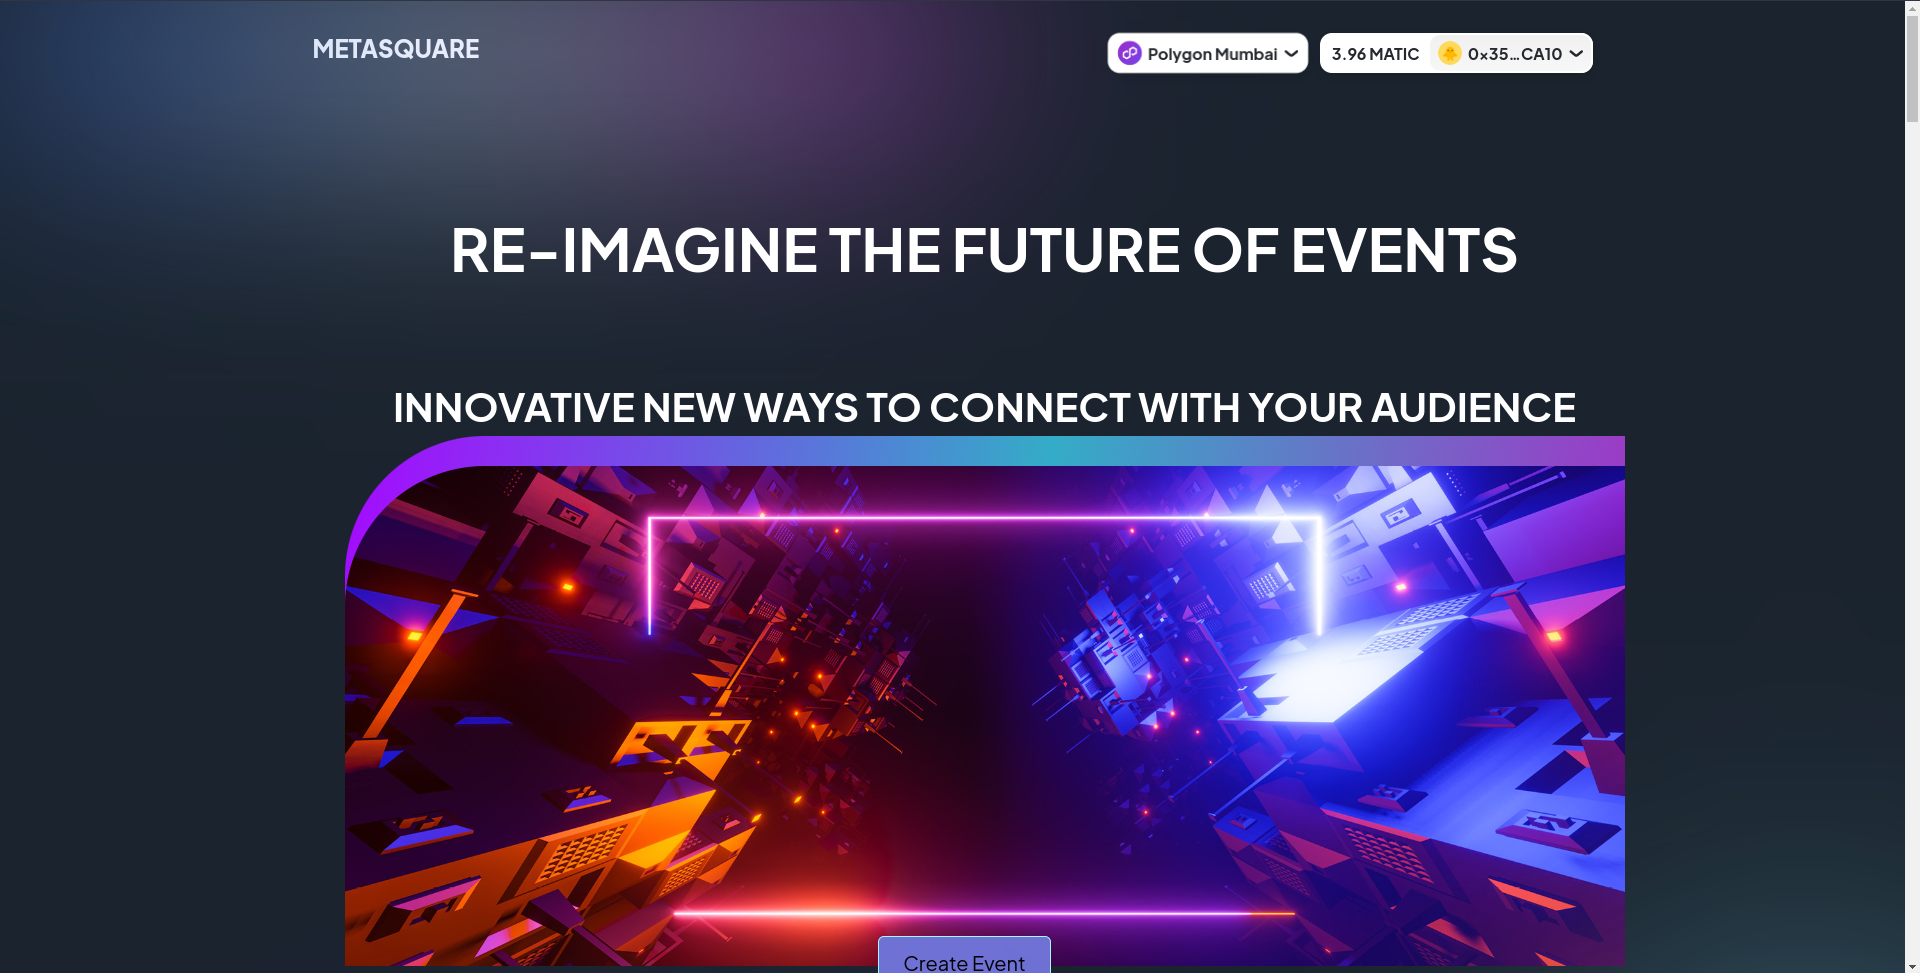 METASQUARE
Polygon Mumbai
3.96 MATIC 0x35...CA10
RE-IMAGINE THE FUTURE OF EVENTS
INNOVATIVE NEW WAYS TO CONNECT WITH YOUR AUDIENCE
Create Event